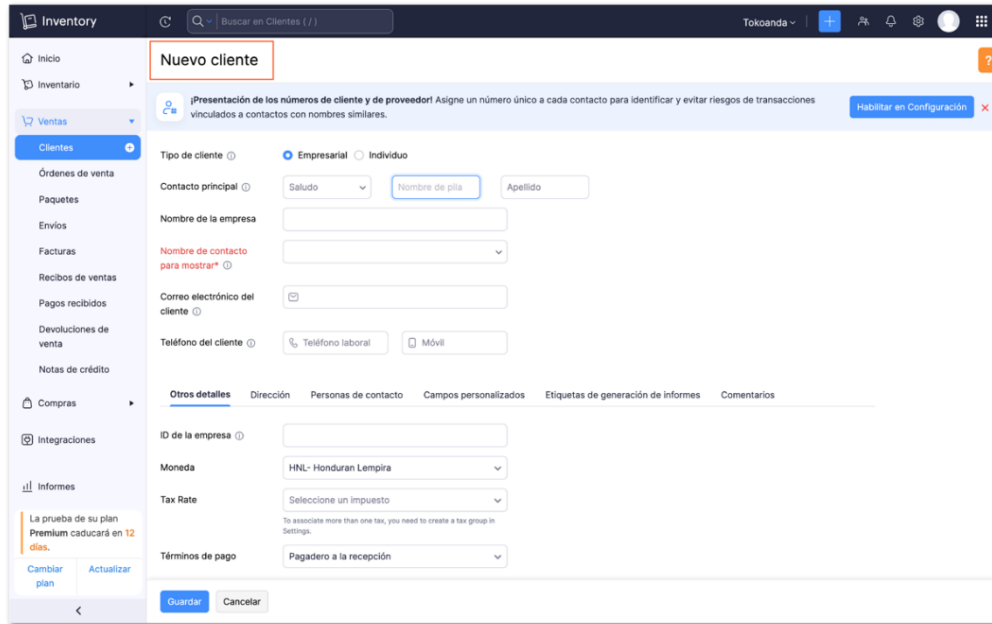 Inventory
Buscar en Clientes ( / )
Tokoanda
Inicio
Inventario
Ventas
Clientes
Órdenes de venta
Paquetes
Envíos
Facturas
Recibos de ventas
Pagos recibidos
Devoluciones de
venta
Notas de crédito
Compras
Integraciones
Informes
La prueba de su plan
Premium caducará en 12
días.
Cambiar
plan
Actualizar
Nuevo cliente
?
¡Presentación de los números de cliente y de proveedor! Asigne un número único a cada contacto para identificar y evitar riesgos de transacciones
vinculados a contactos con nombres similares.
Habilitar en Configuración
Tipo de cliente
Empresarial
Individuo
Contacto principal
Saludo
Nombre de pila
Apellido
Nombre de la empresa
Nombre de contacto
para mostrar*
Correo electrónico del
cliente
Teléfono del cliente
Teléfono laboral
Móvil
Otros detalles
Dirección
Personas de contacto
Campos personalizados
Etiquetas de generación de informes
Comentarios
ID de la empresa
Moneda
HNL- Honduran Lempira
Tax Rate
Seleccione un impuesto
To associate more than one tax, you need to create a tax group in
Settings.
Términos de pago
Pagadero a la recepción
Guardar
Cancelar